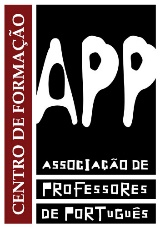 CENTRO DE FORMAÇÃO
APP
ASSOCIAÇÃO DE
PROFESSORES
DE PORTUGUÊS